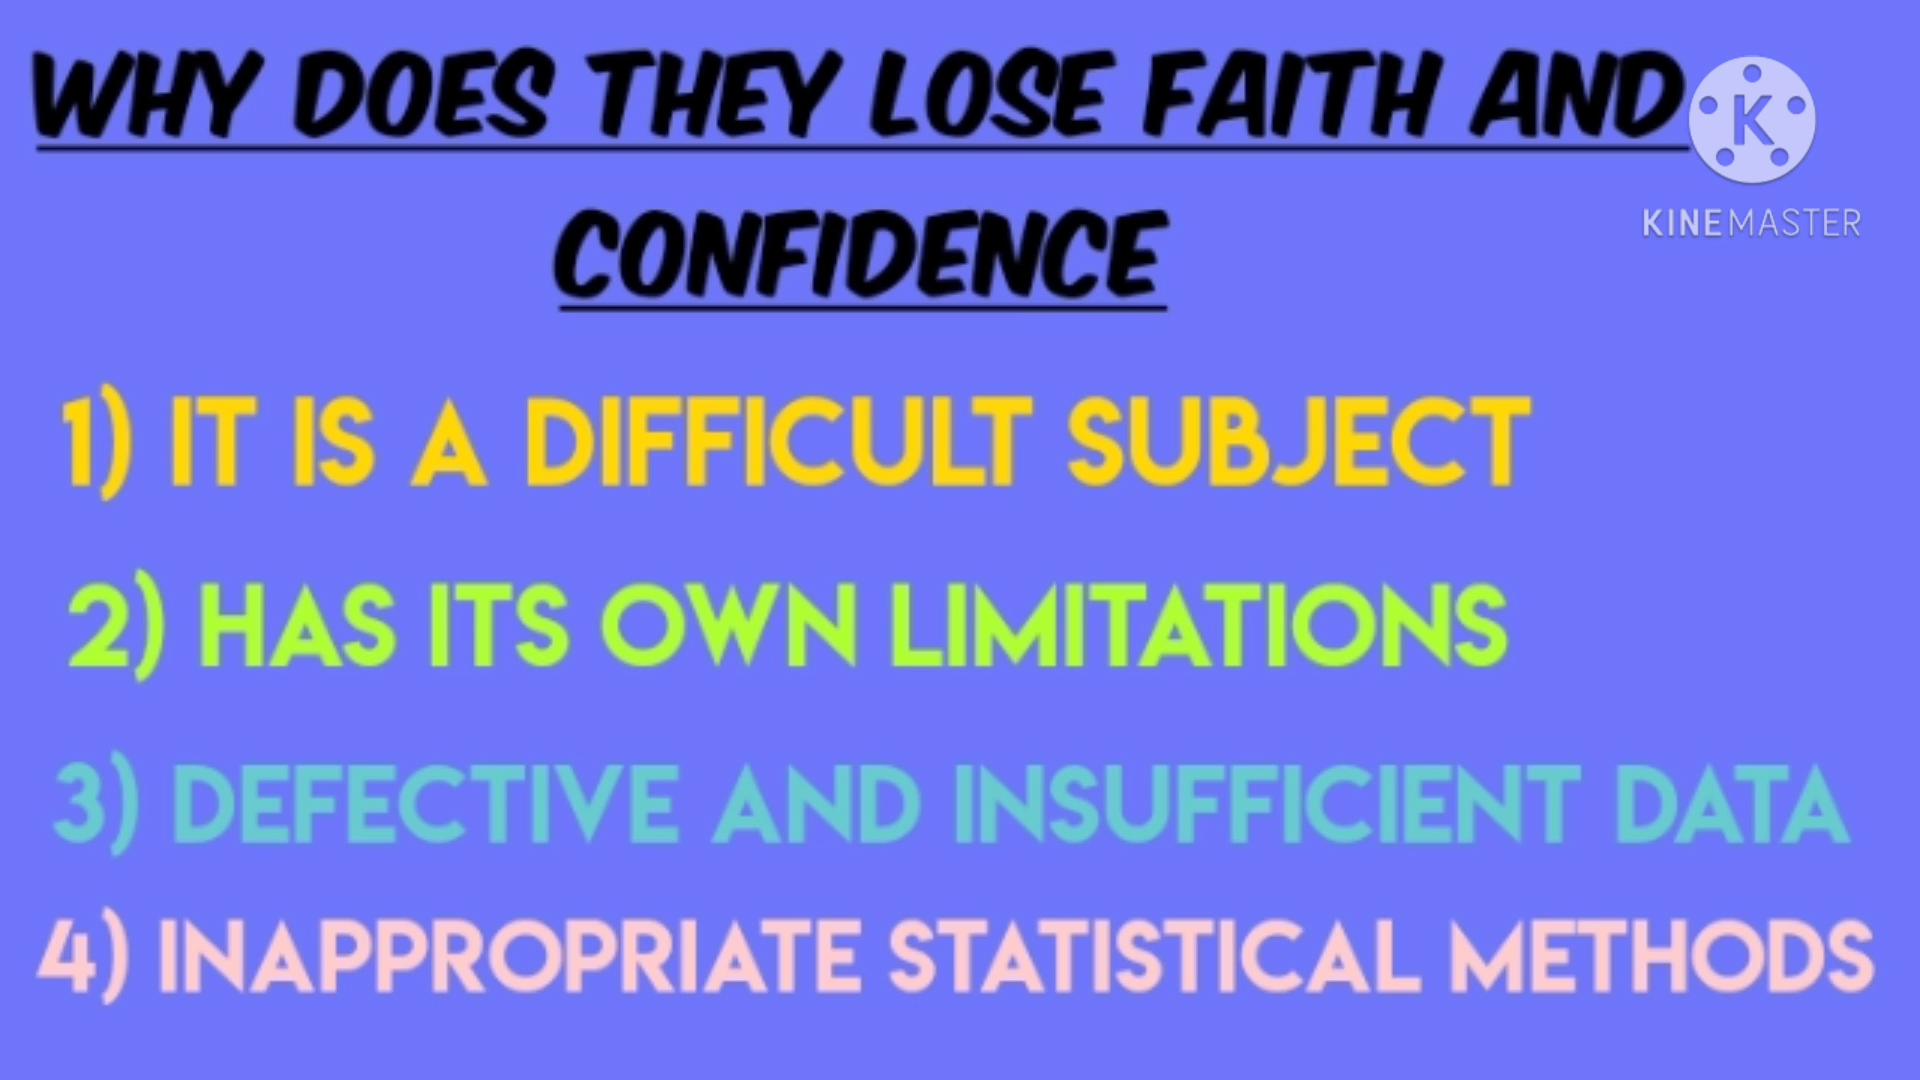 WHY DOES THEY LOSE FAITH AND
CONFIDENCE
K
KINEMASTER
1) IT IS A DIFFICULT SUBJECT
2) HAS ITS OWN LIMITATIONS
3) DEFECTIVE AND INSUFFICIENT DATA
4) INAPPROPRIATE STATISTICAL METHODS